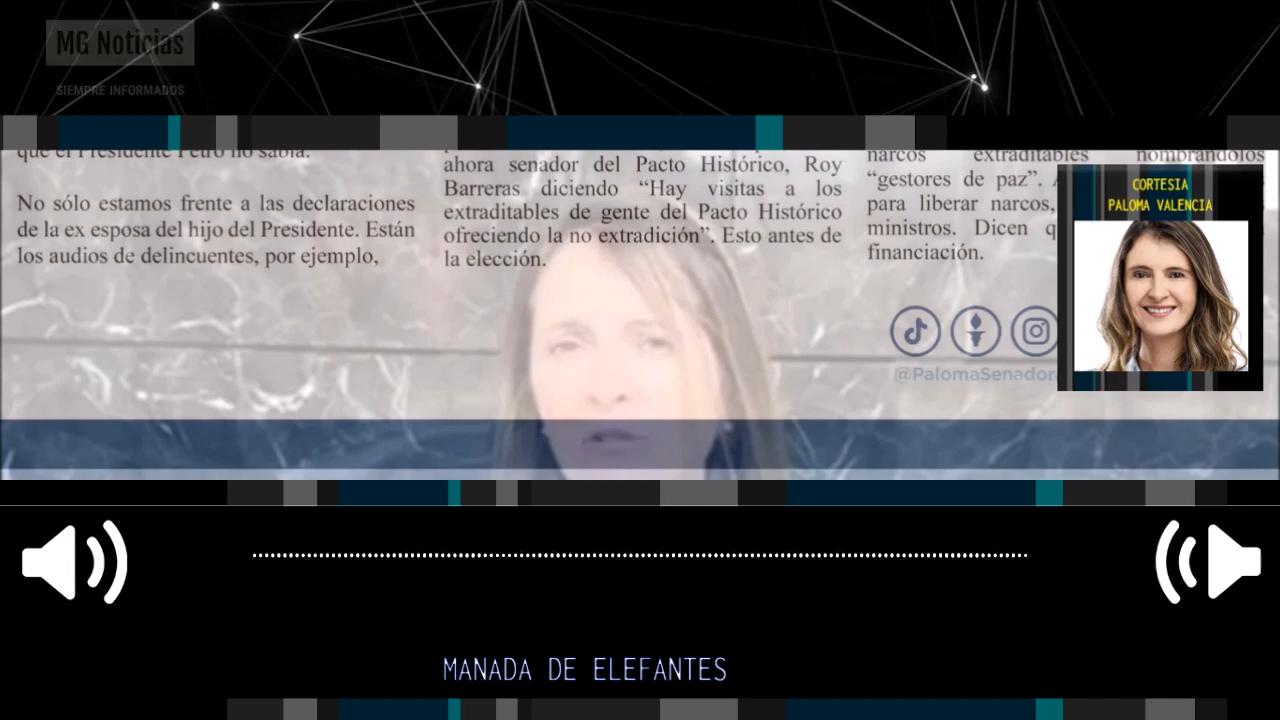 MG Noticias
SIEMPRE INFORMADOS
que el Presidente Petro no sabía.
No sólo estamos frente a las declaraciones
de la ex esposa del hijo del Presidente. Están
los audios de delincuentes, por ejemplo,
ahora senador del Pacto Histórico, Roy
Barreras diciendo “Hay visitas a los
extraditables de gente del Pacto Histórico
ofreciendo la no extradición”. Esto antes de
la elección.
narcos extraditables nombrándolos
“gestores de paz”.
para liberar narcos,
ministros. Dicen q
financiación.
@PalomaSenadora
CORTESIA
PALOMA VALENCIA
MANADA DE ELEFANTES